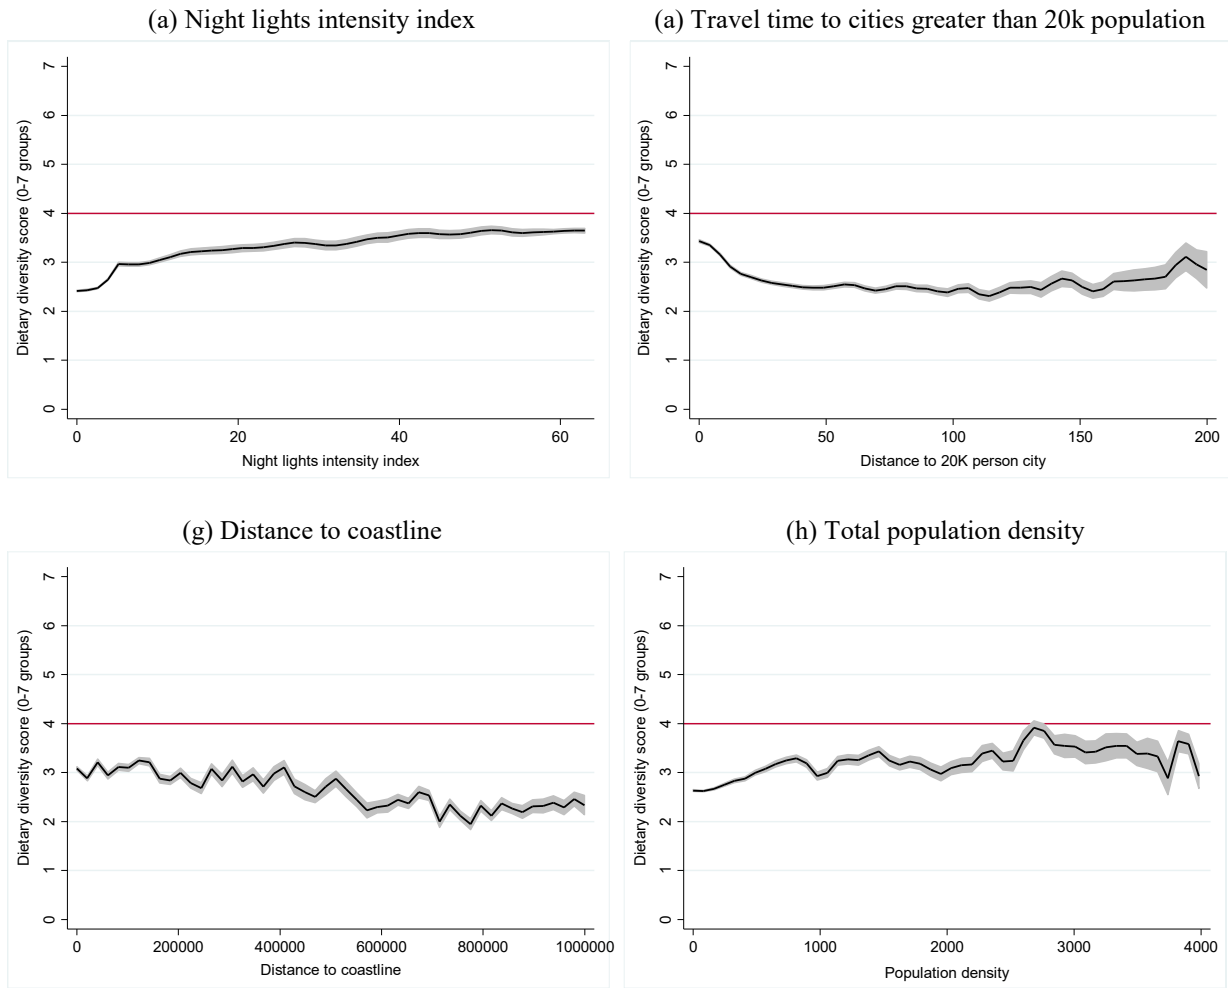 (a) Night lights intensity index
(a) Travel time to cities greater than 20k population
Dietary diversity score (0-7 groups)
7
6
5
4
3
2
1
0
0 20 40 60
Night lights intensity index
Dietary diversity score (0-7 groups)
7
6
5
4
3
2
1
0
0 50 100 150 200
Distance to 20K person city
(g) Distance to coastline
(h) Total population density
Dietary diversity score (0-7 groups)
7
6
5
4
3
2
1
0
0 200000 400000 600000 800000 1000000
Distance to coastline
Dietary diversity score (0-7 groups)
7
6
5
4
3
2
1
0
0 1000 2000 3000 4000
Population density